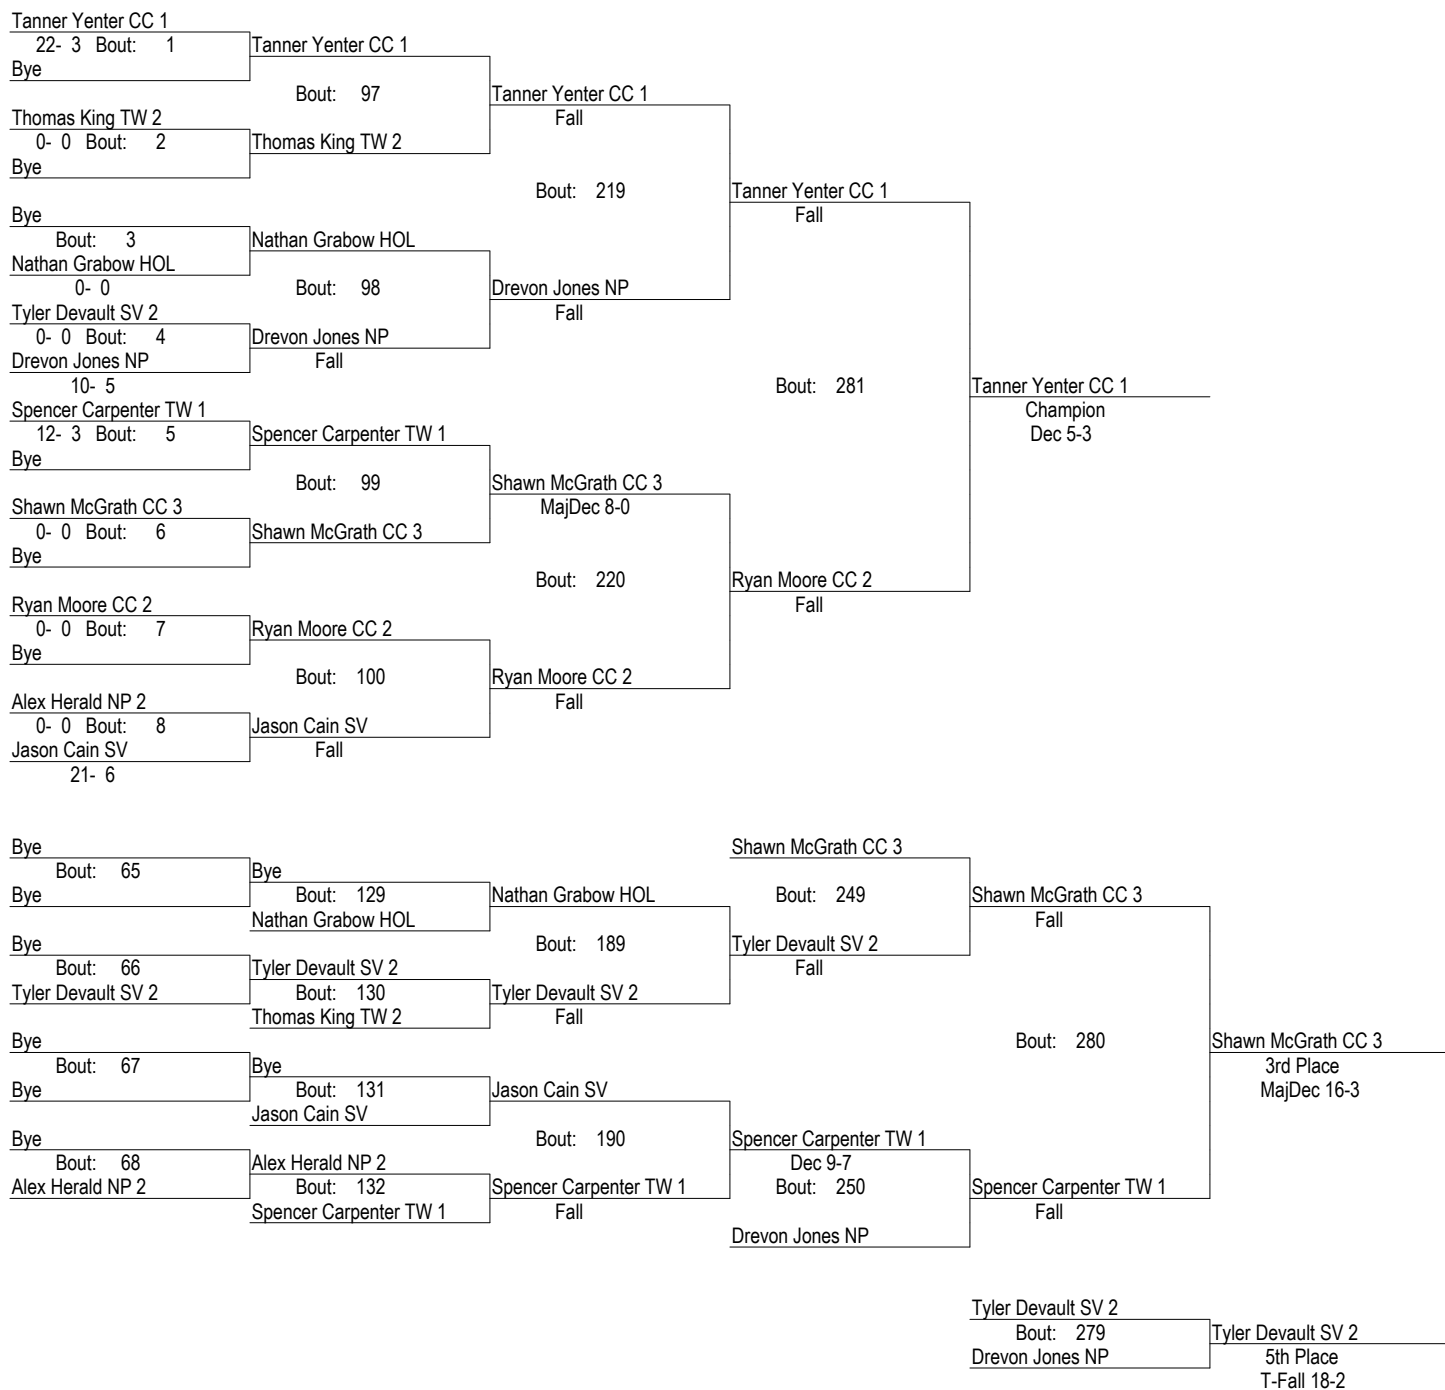 Tanner Yenter CC 1
22- 3 Bout: 1
Tanner Yenter CC 1
Bye
Bout: 97
Tanner Yenter CC 1
Fall
Thomas King TW 2
0- 0 Bout: 2
Thomas King TW 2
Bye
Bout: 219
Tanner Yenter CC 1
Fall
Bye
Bout: 3
Nathan Grabow HOL
Nathan Grabow HOL
0- 0
Bout: 98
Drevon Jones NP
Fall
Tyler Devault SV 2
0- 0 Bout: 4
Drevon Jones NP
Fall
Drevon Jones NP
10- 5
Bout: 281
Tanner Yenter CC 1
Champion
Dec 5-3
Spencer Carpenter TW 1
12- 3 Bout: 5
Spencer Carpenter TW 1
Bye
Bout: 99
Shawn McGrath CC 3
MajDec 8-0
Shawn McGrath CC 3
0- 0 Bout: 6
Shawn McGrath CC 3
Bye
Bout: 220
Ryan Moore CC 2
Fall
Ryan Moore CC 2
0- 0 Bout: 7
Ryan Moore CC 2
Bye
Bout: 100
Ryan Moore CC 2
Fall
Alex Herald NP 2
0- 0 Bout: 8
Jason Cain SV
Fall
Jason Cain SV
21- 6
Bye
Bout: 65
Bye
Bye
Bout: 129
Nathan Grabow HOL
Nathan Grabow HOL
Shawn McGrath CC 3
Bout: 249
Shawn McGrath CC 3
Fall
Bye
Bout: 66
Tyler Devault SV 2
Tyler Devault SV 2
Bout: 130
Thomas King TW 2
Bout: 189
Tyler Devault SV 2
Fall
Tyler Devault SV 2
Fall
Bye
Bout: 67
Bye
Bye
Bout: 131
Jason Cain SV
Jason Cain SV
Bout: 280
Shawn McGrath CC 3
3rd Place
MajDec 16-3
Bye
Bout: 68
Alex Herald NP 2
Alex Herald NP 2
Bout: 132
Spencer Carpenter TW 1
Bout: 190
Spencer Carpenter TW 1
Fall
Spencer Carpenter TW 1
Dec 9-7
Bout: 250
Spencer Carpenter TW 1
Fall
Drevon Jones NP
Tyler Devault SV 2
Bout: 279
Tyler Devault SV 2
Drevon Jones NP
5th Place
T-Fall 18-2